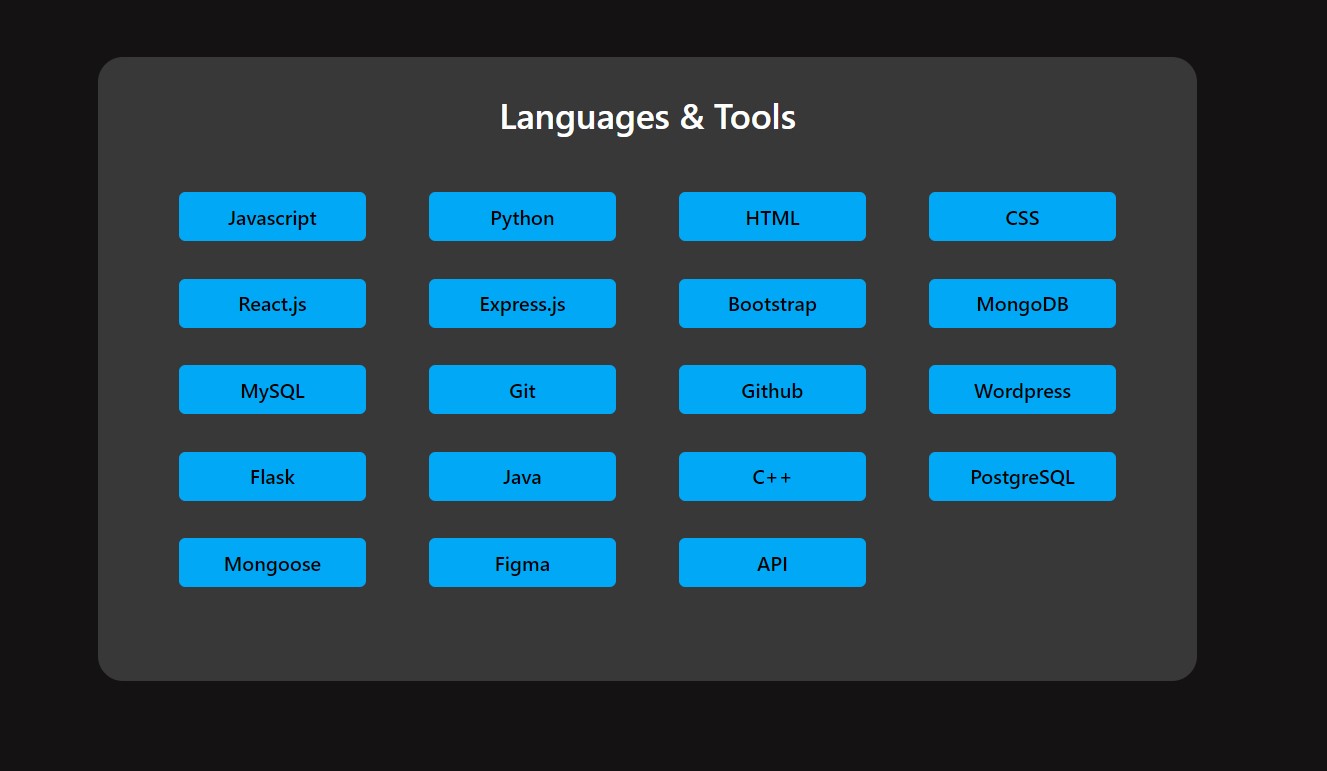 Languages & Tools
Javascript
Python
HTML
CSS
React.js
Express.js
Bootstrap
MongoDB
MySQL
Git
Github
Wordpress
Flask
Java
C++
PostgreSQL
Mongoose
Figma
API